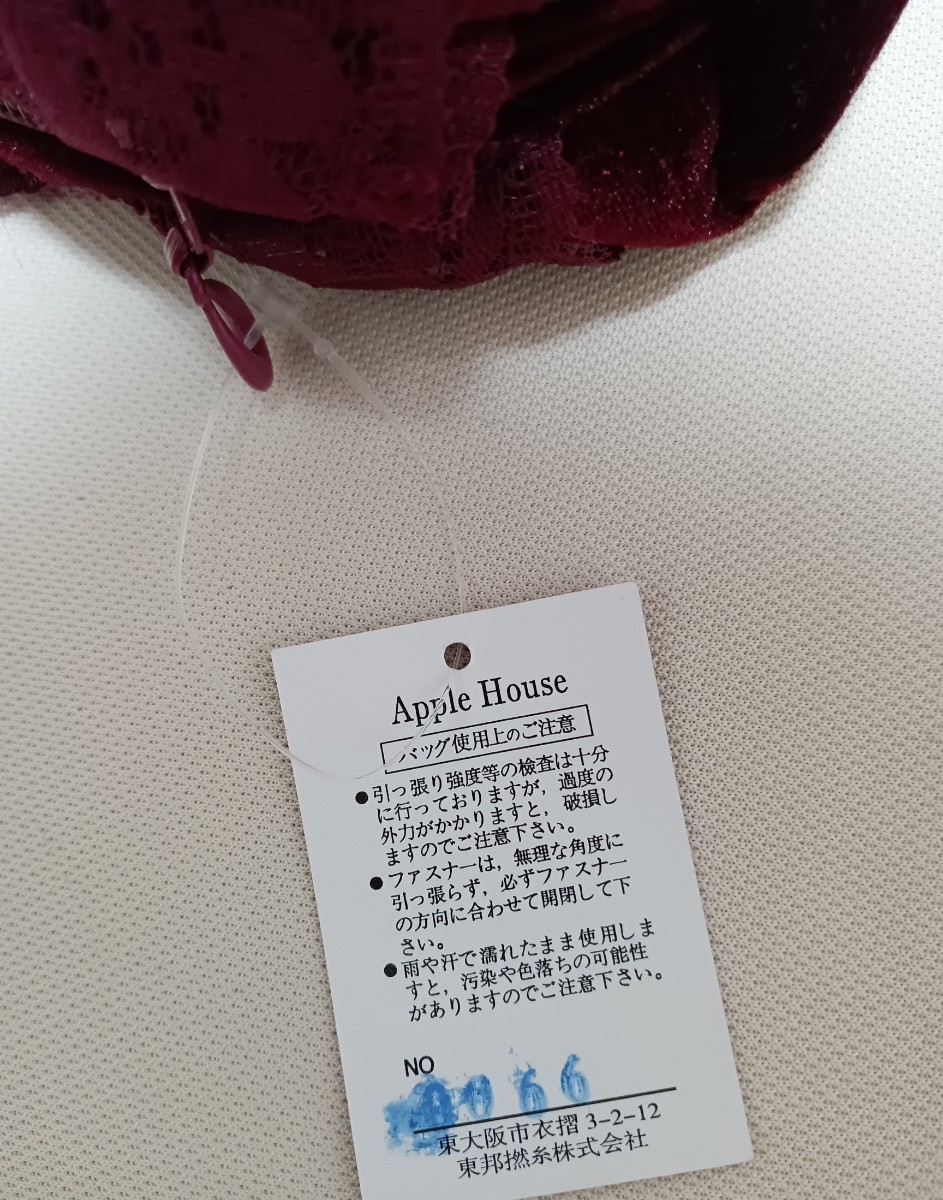 Apple House
バッグ使用上のご注意
●引っ張り強度等の検査は十分
に行っておりますが，過度の
外力がかかりますと，破損し
ますのでご注意下さい。
●ファスナーは，無理な角度に
引っ張らず，必ずファスナー
の方向に合わせて開閉して下
さい。
●雨や汗で濡れたまま使用しま
すと，汚染や色落ちの可能性
がありますのでご注意下さい。
NO
東大阪市衣摺3-2-12
東邦撚糸株式会社